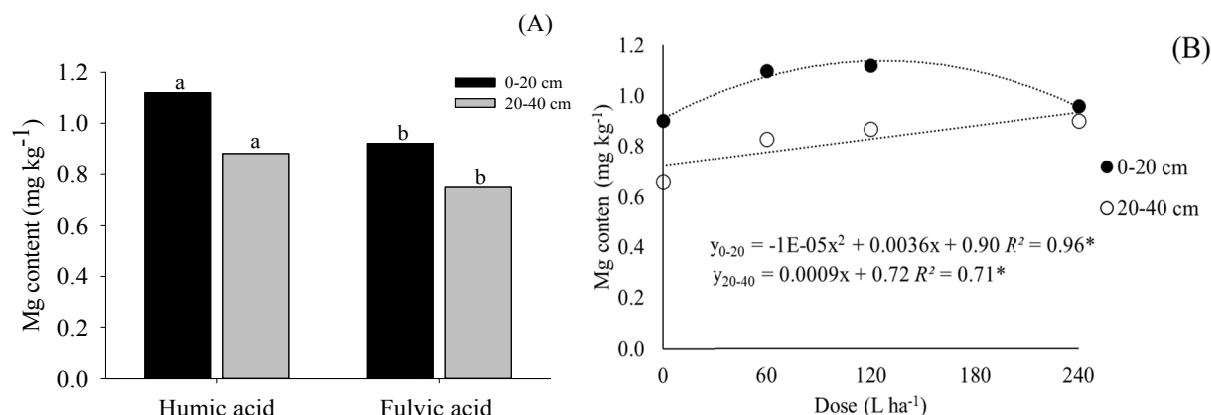 (A)
Mg content (mg kg⁻¹)
1.2
1.0
0.8
0.6
0.4
0.2
0.0
a
a
b
b
0-20 cm
20-40 cm
Humic acid
Fulvic acid
(B)
Mg conten (mg kg⁻¹)
1.2
1.0
0.8
0.6
0.4
0.2
0.0
0-20 cm
20-40 cm
y₀₋₂₀ = -1E-05x² + 0.0036x + 0.90 R² = 0.96*
y₂₀₋₄₀ = 0.0009x + 0.72 R² = 0.71*
0 60 120 180 240
Dose (L ha⁻¹)